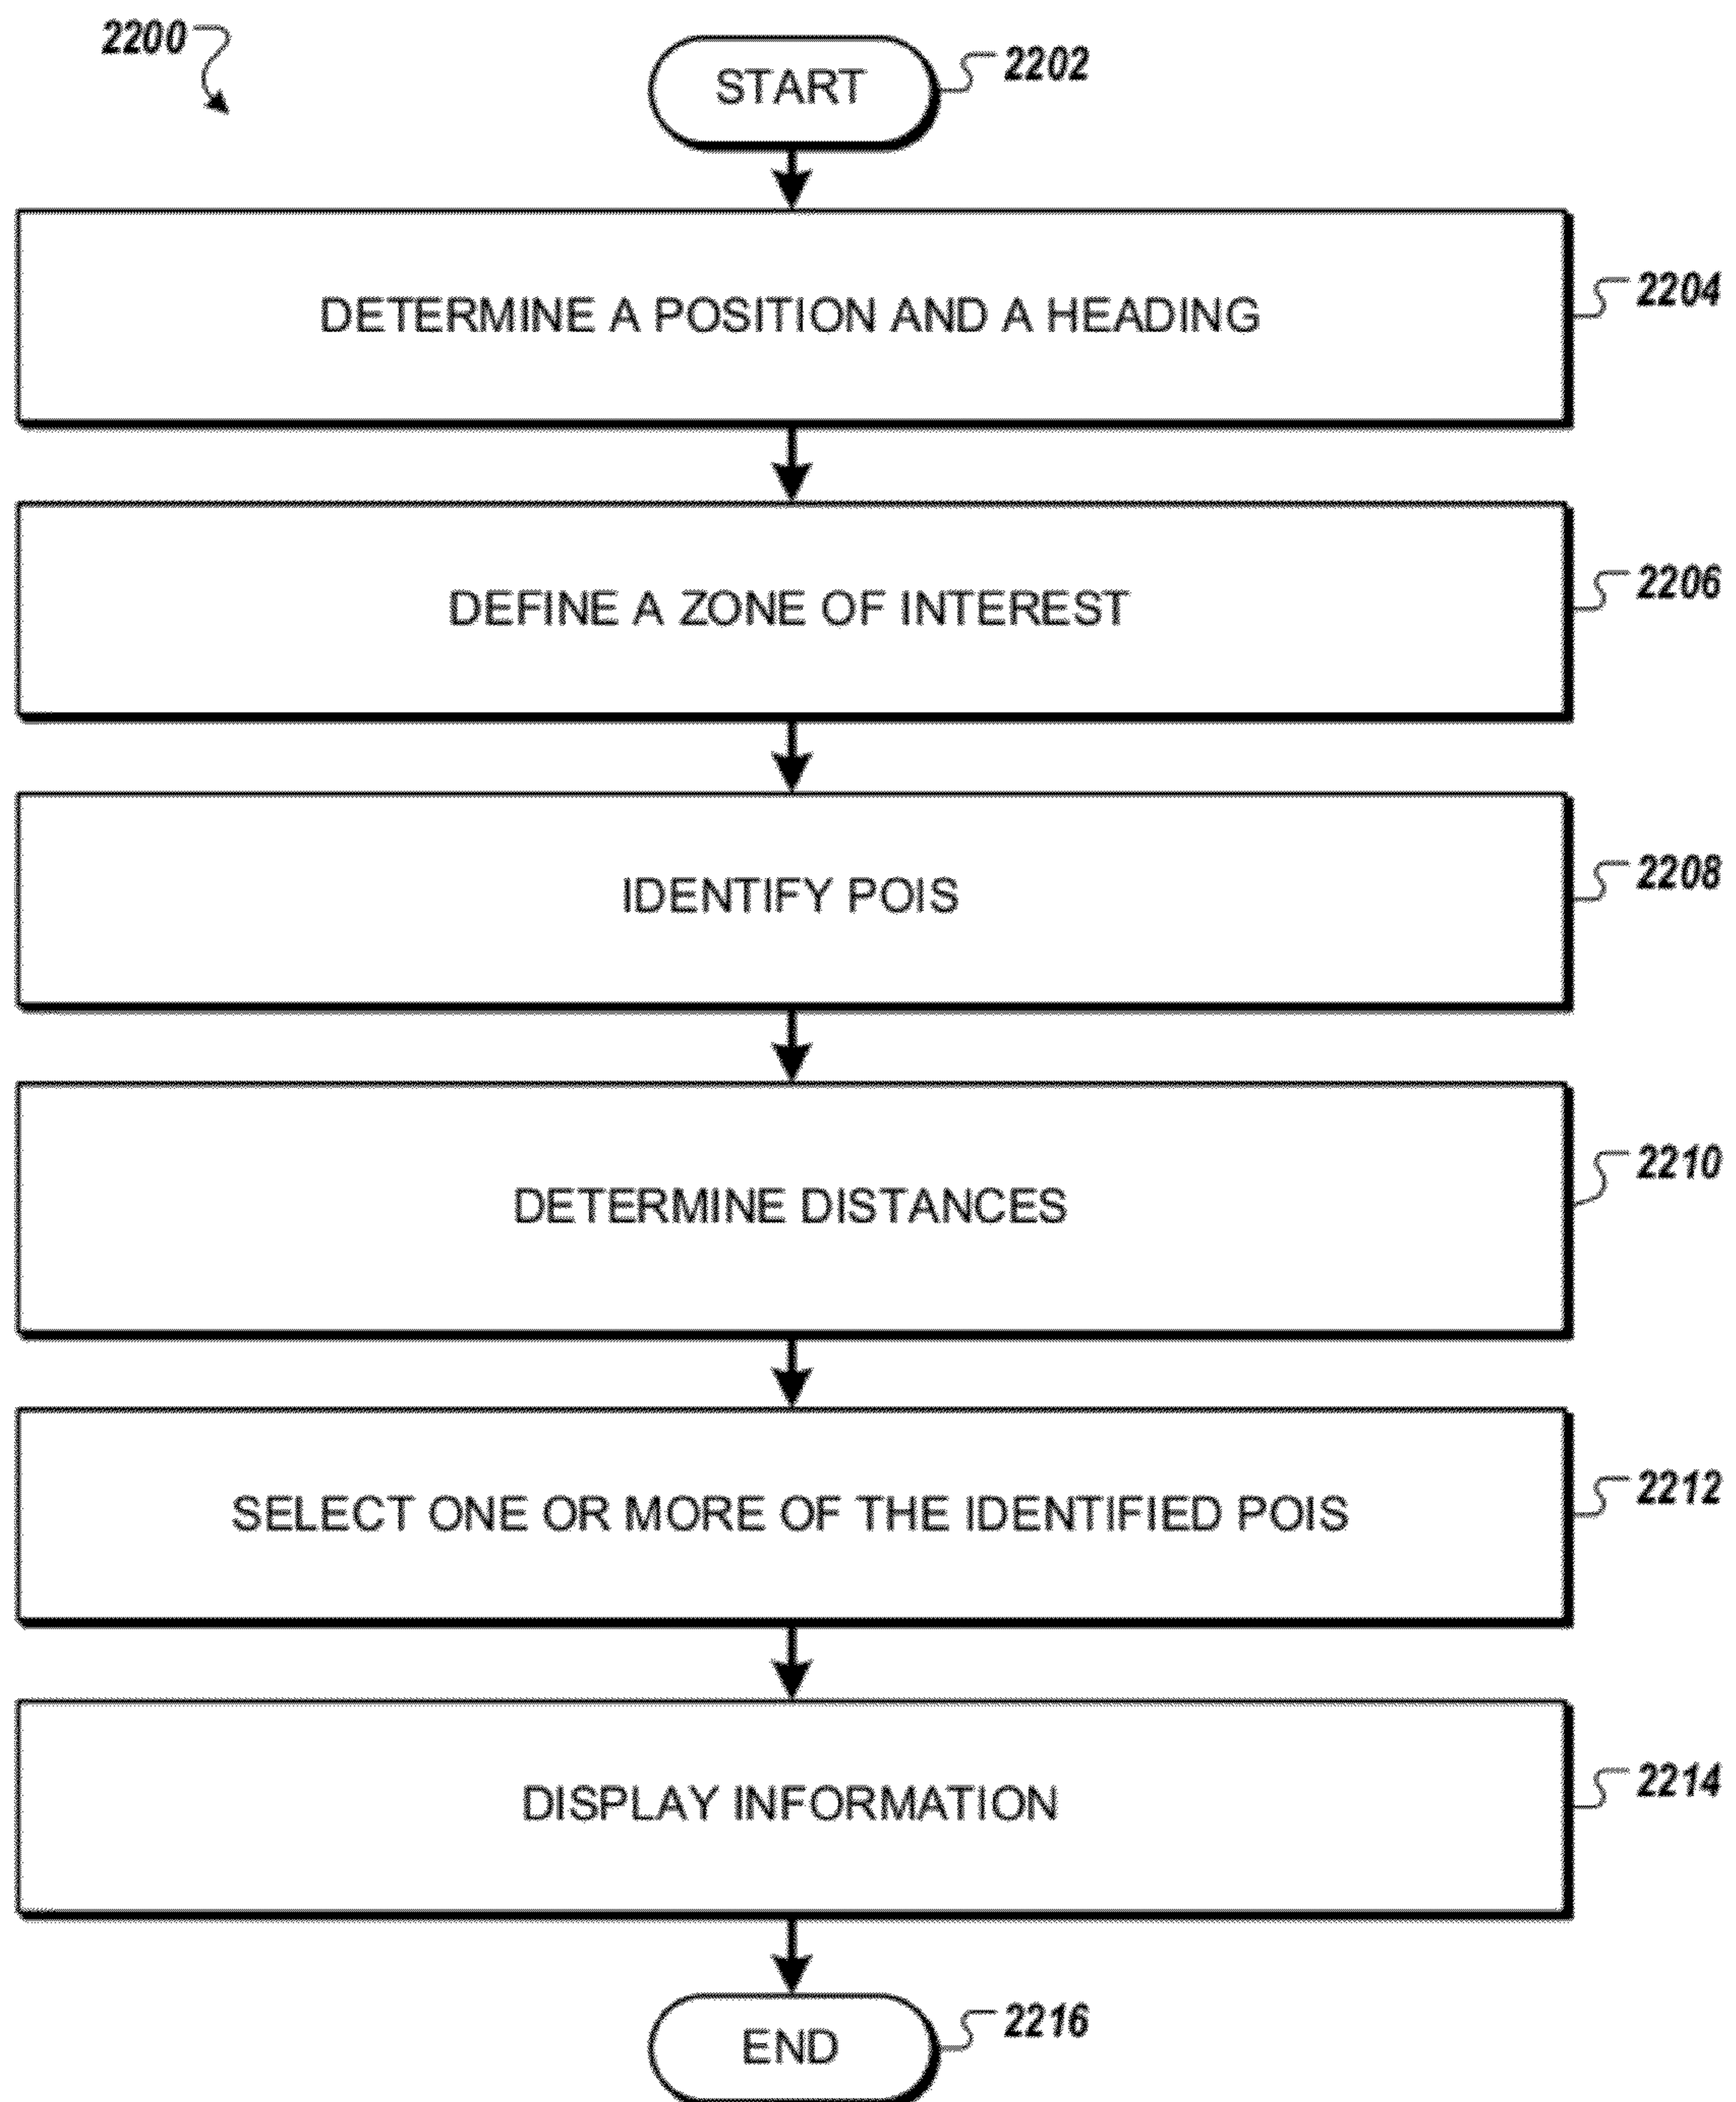 2200
START
2202
DETERMINE A POSITION AND A HEADING
2204
DEFINE A ZONE OF INTEREST
2206
IDENTIFY POIS
2208
DETERMINE DISTANCES
2210
SELECT ONE OR MORE OF THE IDENTIFIED POIS
2212
DISPLAY INFORMATION
2214
END
2216